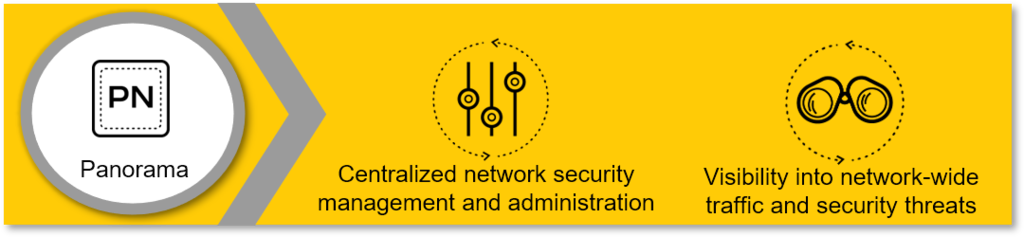 PN
Panorama
Centralized network security
management and administration
Visibility into network-wide
traffic and security threats